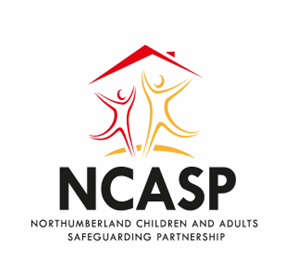 NCASP
NORTHUMBERLAND CHILDREN AND ADULTS
SAFEGUARDING PARTNERSHIP